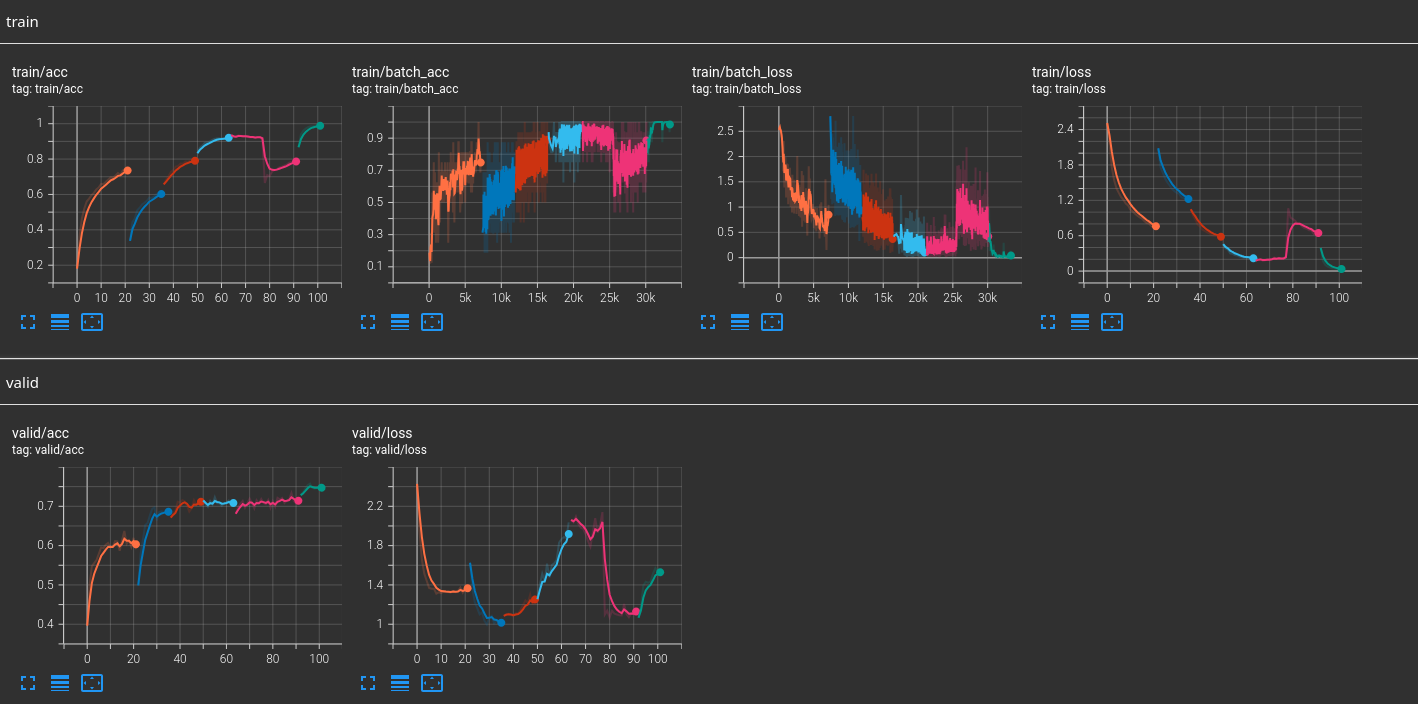 train
train/acc
tag: train/acc
1
0.8
0.6
0.4
0.2
0 10 20 30 40 50 60 70 80 90 100
train/batch_acc
tag: train/batch_acc
0.9
0.7
0.5
0.3
0.1
0 5k 10k 15k 20k 25k 30k
train/batch_loss
tag: train/batch_loss
2.5
2
1.5
1
0.5
0
0 5k 10k 15k 20k 25k 30k
train/loss
tag: train/loss
2.4
1.8
1.2
0.6
0
0 20 40 60 80 100
valid
valid/acc
tag: valid/acc
0.7
0.6
0.5
0.4
0 20 40 60 80 100
valid/loss
tag: valid/loss
2.2
1.8
1.4
1
0 10 20 30 40 50 60 70 80 90 100